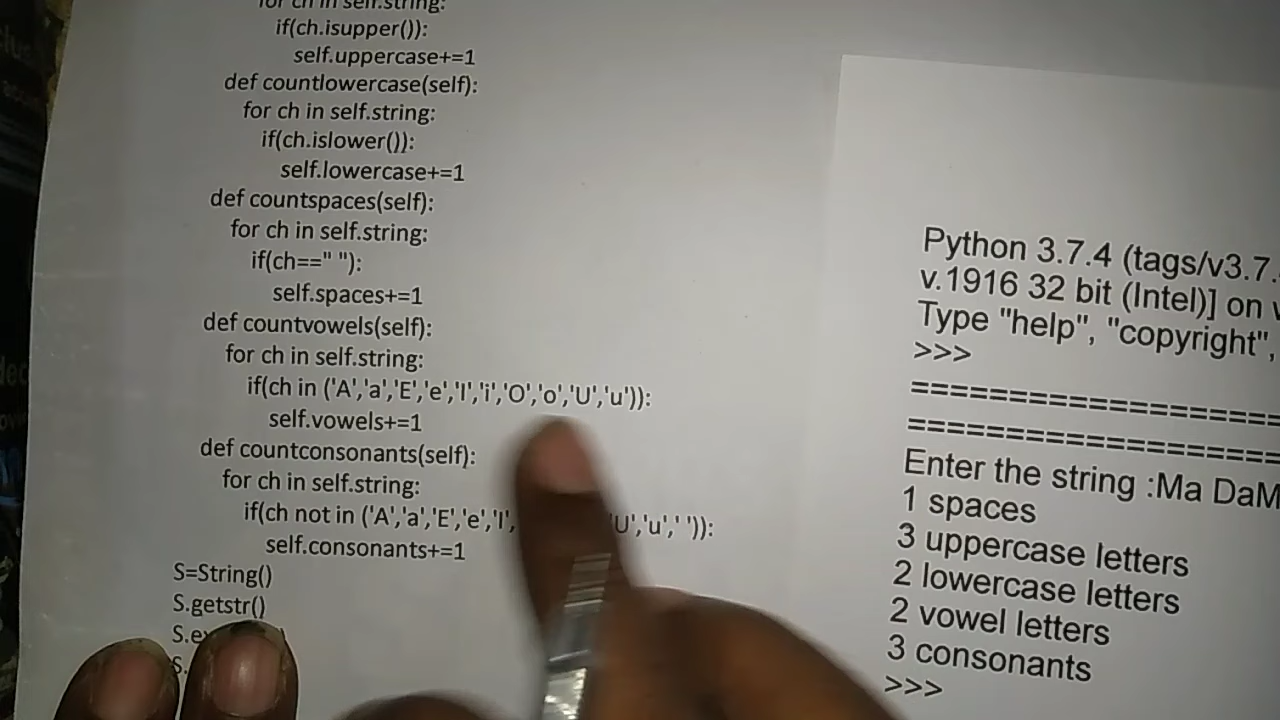 for ch in self.string:
if(ch.isupper()):
self.uppercase+=1
def countlowercase(self):
for ch in self.string:
if(ch.islower()):
self.lowercase+=1
def countspaces(self):
for ch in self.string:
if(ch==" "):
self.spaces+=1
def countvowels(self):
for ch in self.string:
if(ch in ('A','a','E','e','I','i','O','o','U','u')):
self.vowels+=1
def countconsonants(self):
for ch in self.string:
if(ch not in ('A','a','E','e','I', 'U','u',' ')):
self.consonants+=1
S=String()
S.getstr()
Python 3.7.4 (tags/v3.7.
v.1916 32 bit (Intel)] on
Type "help", "copyright",
>>>
====================
====================
Enter the string :Ma DaM
1 spaces
3 uppercase letters
2 lowercase letters
2 vowel letters
3 consonants
>>>